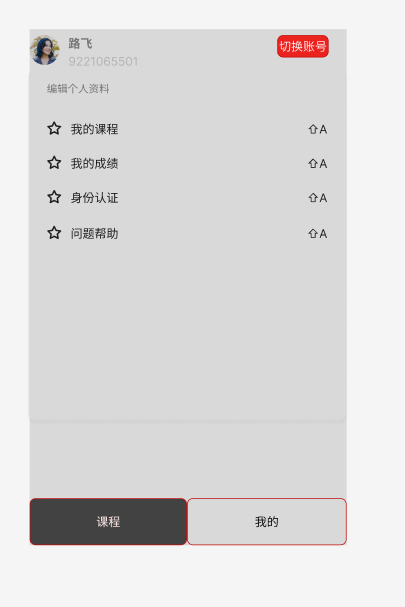 路飞
切换账号
9221065501
编辑个人资料
我的课程 ⇧A
我的成绩 ⇧A
身份认证 ⇧A
问题帮助 ⇧A
课程 我的